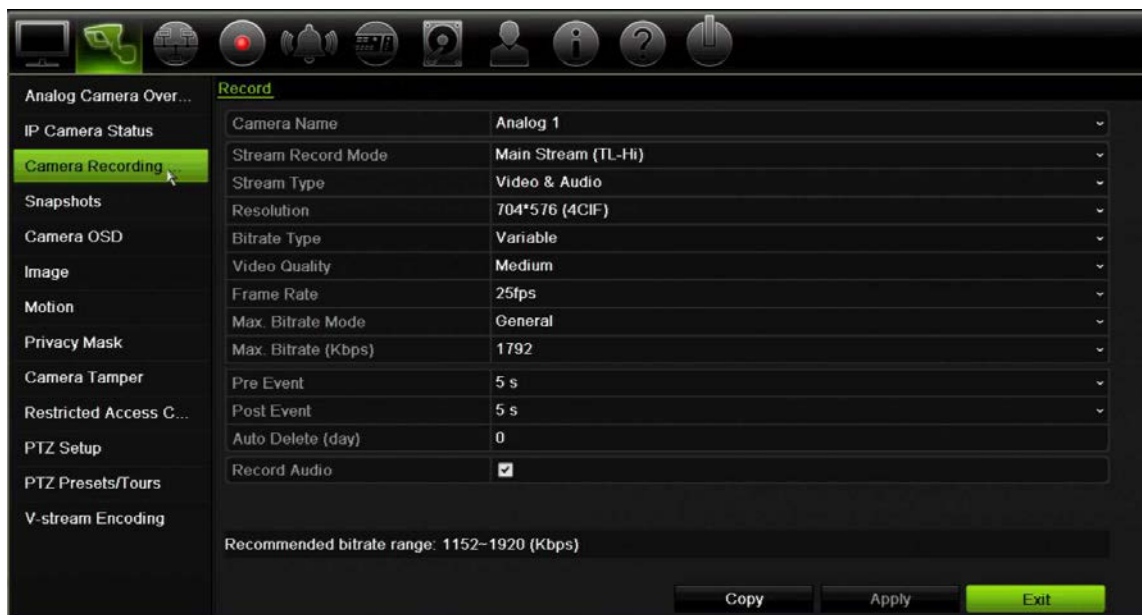 Analog Camera Over...
IP Camera Status
Camera Recording ...
Snapshots
Camera OSD
Image
Motion
Privacy Mask
Camera Tamper
Restricted Access C...
PTZ Setup
PTZ Presets/Tours
V-stream Encoding
Record
Camera Name Analog 1
Stream Record Mode Main Stream (TL-Hi)
Stream Type Video & Audio
Resolution 704*576 (4CIF)
Bitrate Type Variable
Video Quality Medium
Frame Rate 25fps
Max. Bitrate Mode General
Max. Bitrate (Kbps) 1792
Pre Event 5 s
Post Event 5 s
Auto Delete (day) 0
Record Audio
Recommended bitrate range: 1152~1920 (Kbps)
Copy Apply Exit